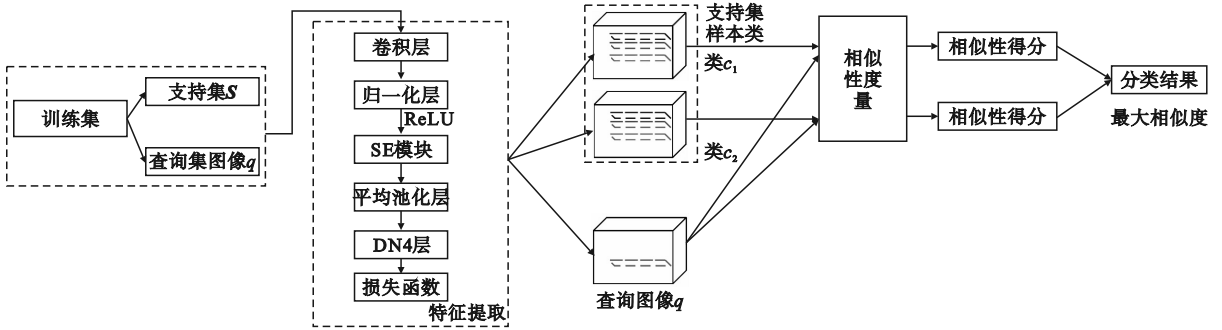 训练集
支持集S
查询集图像q
卷积层
归一化层
ReLU
SE模块
平均池化层
DN4层
损失函数
特征提取
支持集
样本类
类c1
类c2
查询图像q
相似
性度
量
相似性得分
相似性得分
分类结果
最大相似度